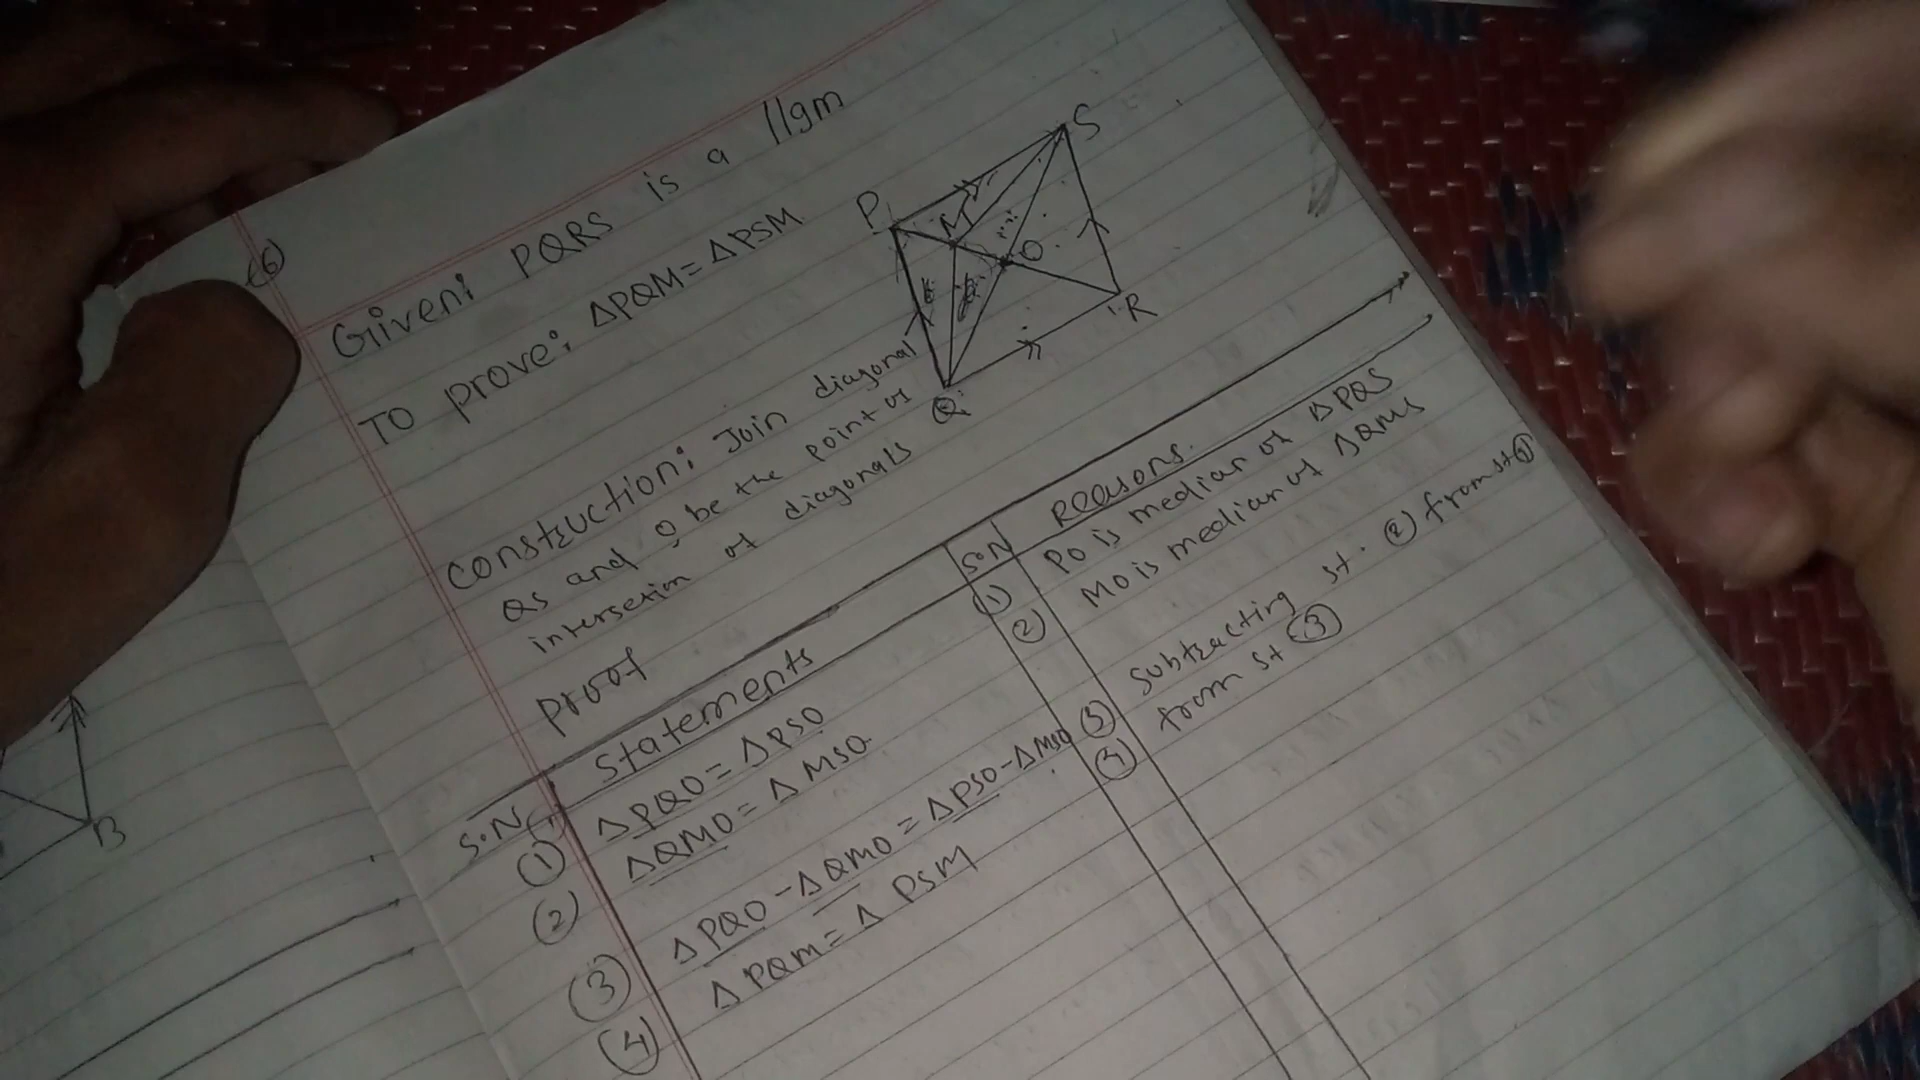 (6)
Given: PQRS is a llgm
TO prove: ΔPQM = ΔPSM
construction: Join diagonal
QS and O be the point of
intersetion of diagonals
P
S
M
O
R
Q
proof
S.N
Statements
S.N
Reasons.
(1) ΔPQO = ΔPSO
(1) PO is median of ΔPQS
(2) ΔQMO = ΔMSO
(2) MO is median of ΔQMS
(3) ΔPQO - ΔQMO = ΔPSO - ΔMSO
(3) Subtracting st. (2) from st (1)
(4) ΔPQM = ΔPSM
(4) from st (3)
B